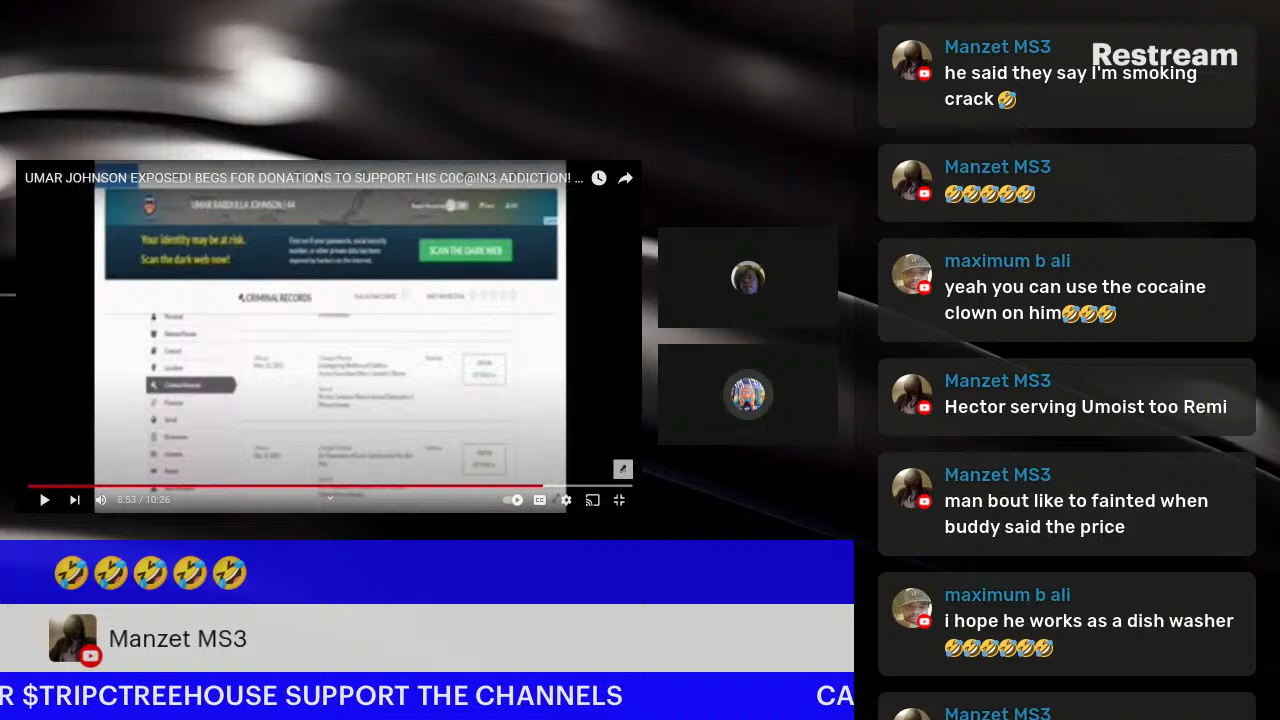 UMAR JOHNSON EXPOSED! BEGS FOR DONATIONS TO SUPPORT HIS C0C@!N3 ADDICTION! ...
Your identity may be at risk.
Scan the dark web now!
SCAN THE DARK WEB
CRIMINAL RECORDS
8:53 / 10:26
CC
🤣🤣🤣🤣🤣
Manzet MS3
R $TRIPCTREEHOUSE SUPPORT THE CHANNELS
CA
Restream
Manzet MS3
he said they say I'm smoking
crack 🤣
Manzet MS3
🤣🤣🤣🤣🤣
maximum b ali
yeah you can use the cocaine
clown on him🤣🤣🤣
Manzet MS3
Hector serving Umoist too Remi
Manzet MS3
man bout like to fainted when
buddy said the price
maximum b ali
i hope he works as a dish washer
🤣🤣🤣🤣🤣🤣
Manzet MS3